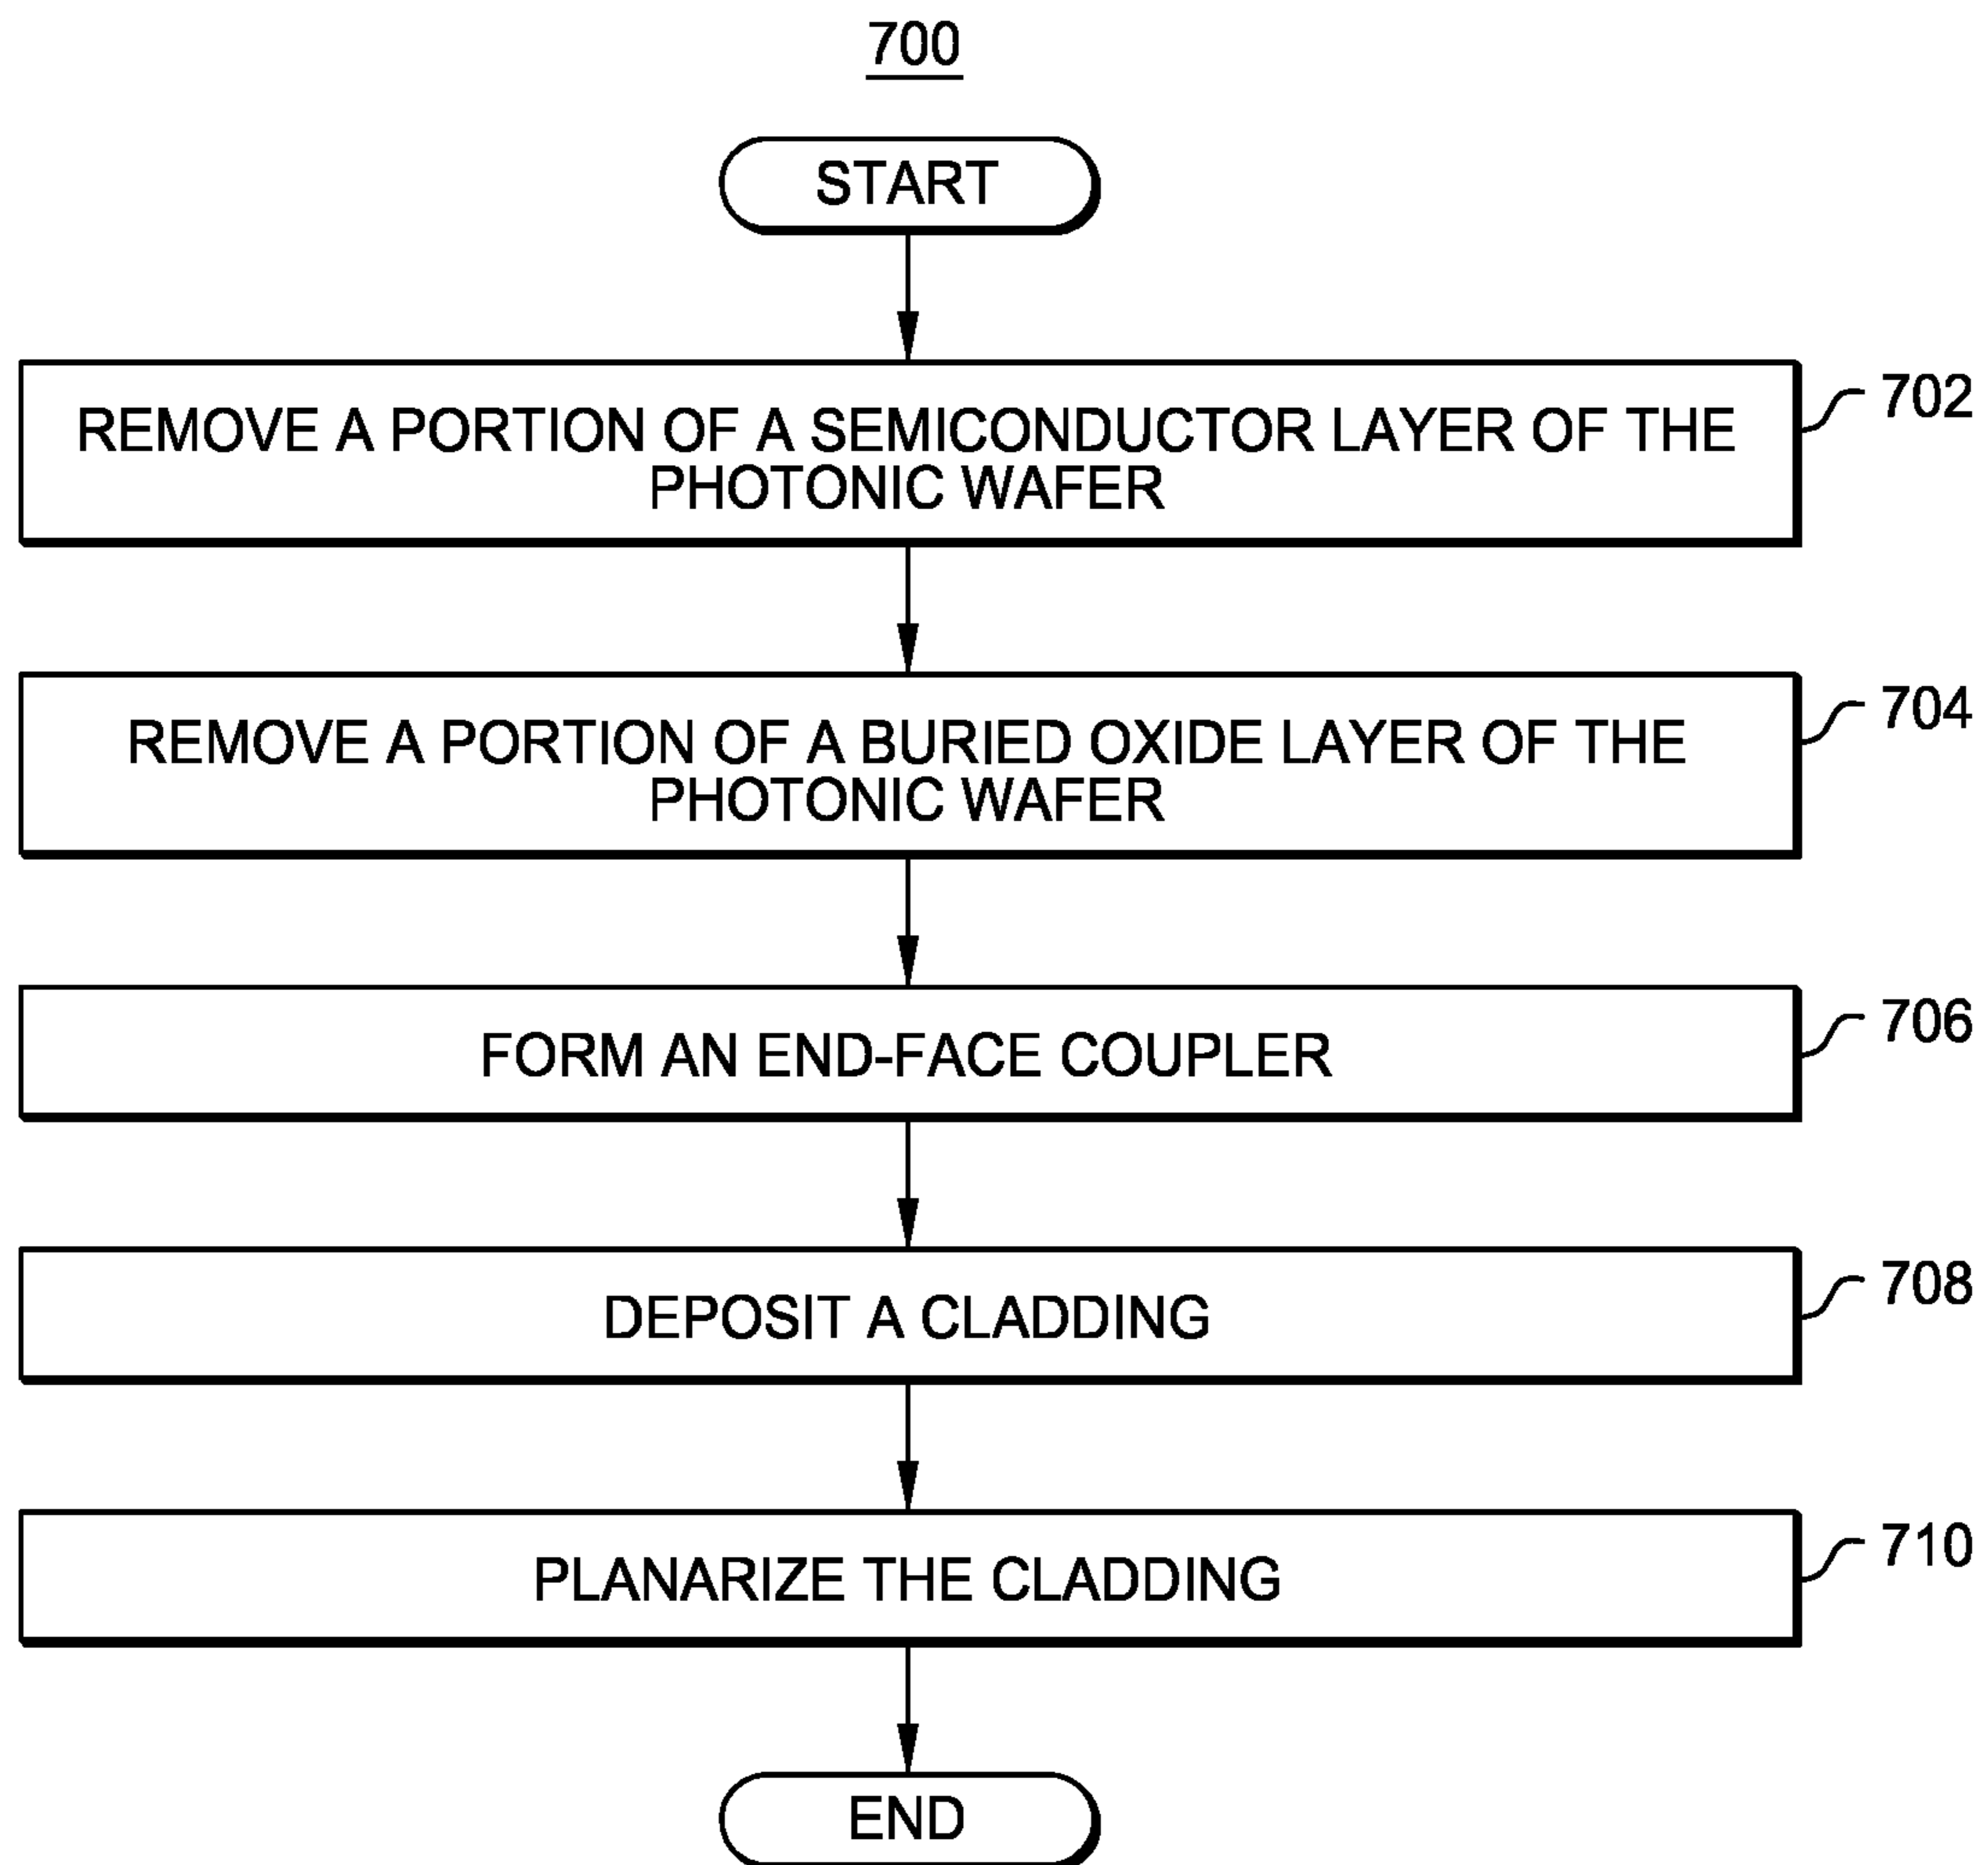 700
START
REMOVE A PORTION OF A SEMICONDUCTOR LAYER OF THE
PHOTONIC WAFER
702
REMOVE A PORTION OF A BURIED OXIDE LAYER OF THE
PHOTONIC WAFER
704
FORM AN END-FACE COUPLER
706
DEPOSIT A CLADDING
708
PLANARIZE THE CLADDING
710
END